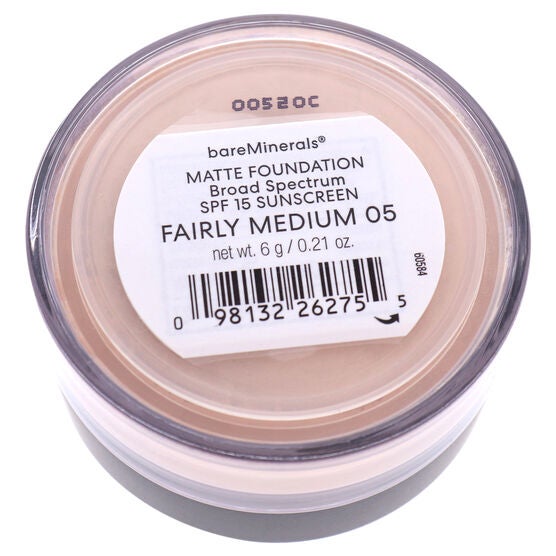 00520C
bareMinerals®
MATTE FOUNDATION
Broad Spectrum
SPF 15 SUNSCREEN
FAIRLY MEDIUM 05
net wt. 6 g / 0.21 oz.
60584
0 98132 26275 5